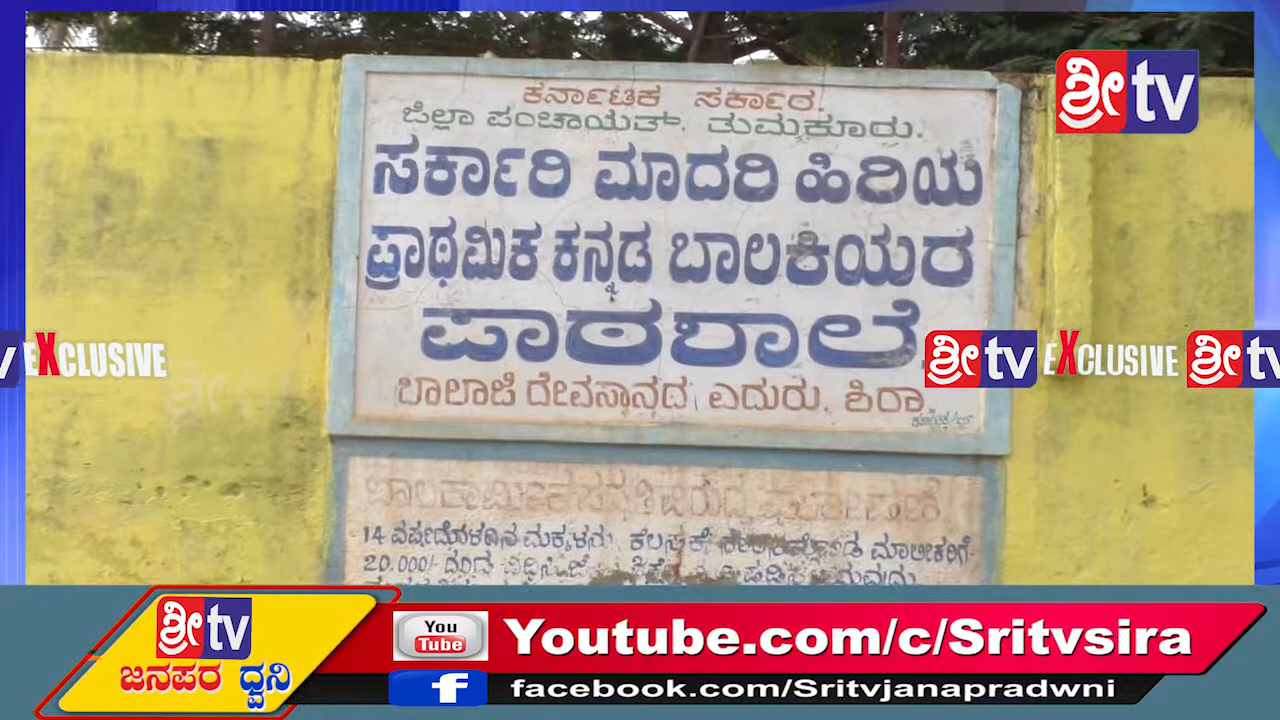 ಶ್ರೀ tv
ಕರ್ನಾಟಕ ಸರ್ಕಾರ.
ಜಿಲ್ಲಾ ಪಂಚಾಯತ್. ತುಮಕೂರು.
ಸರ್ಕಾರಿ ಮಾದರಿ ಹಿರಿಯ
ಪ್ರಾಥಮಿಕ ಕನ್ನಡ ಬಾಲಕಿಯರ
ಪಾಠಶಾಲೆ.
tv EXCLUSIVE ಶ್ರೀ tv EXCLUSIVE ಶ್ರೀ tv
ಬಾಲಾಜಿ ದೇವಸ್ಥಾನದ ಎದುರು. ಶಿರಾ
14 ವರ್ಷದೊಳಗಿನ ಮಕ್ಕಳನ್ನು ಕೆಲಸಕ್ಕೆ ಮಾಲೀಕರಿಗೆ
20.000/- ದಂಡ
ಶ್ರೀ tv
ಜನಪರ ಧ್ವನಿ
You Tube Youtube.com/c/Sritvsira
f facebook.com/Sritvjanapradwni